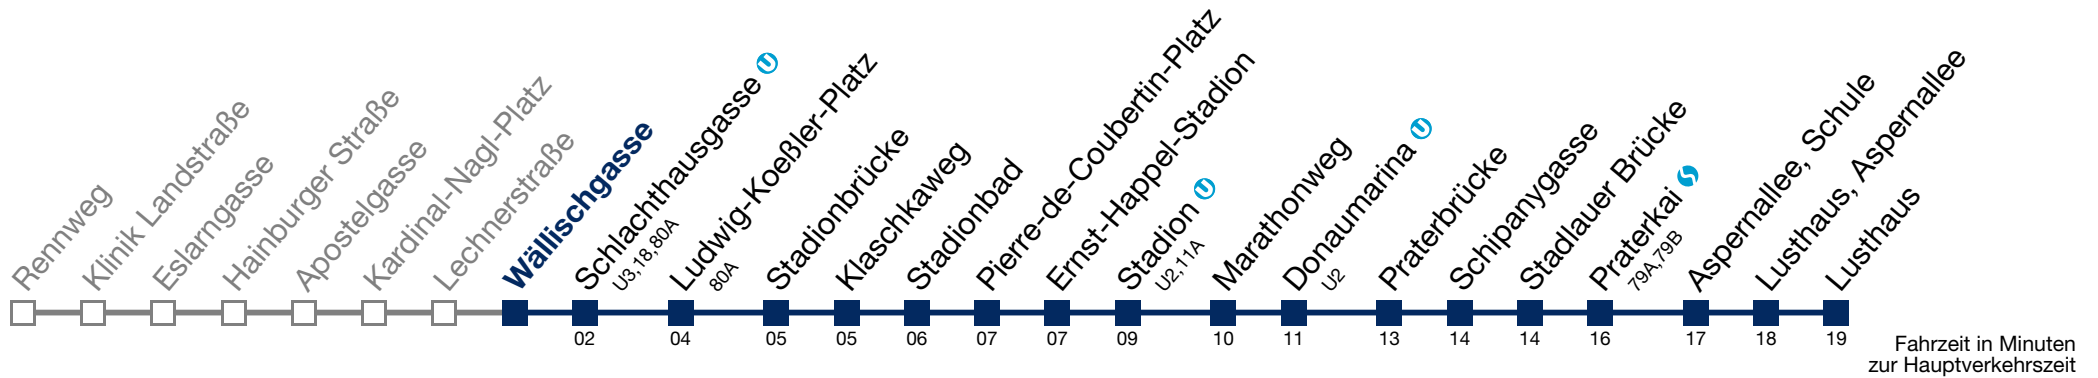 Rennweg
Klinik Landstraße
Eslarngasse
Hainburger Straße
Apostelgasse
Kardinal-Nagl-Platz
Lechnerstraße
Wällischgasse
Schlachthausgasse U
U3,18,80A
Ludwig-Koeßler-Platz
80A
Stadionbrücke
Klaschkaweg
Stadionbad
Pierre-de-Coubertin-Platz
Ernst-Happel-Stadion
Stadion U
U2,11A
Marathonweg
Donaumarina U
U2
Praterbrücke
Schipanygasse
Stadlauer Brücke
Praterkai S
79A,79B
Aspernallee, Schule
Lusthaus, Aspernallee
Lusthaus
02 04 05 05 06 07 07 09 10 11 13 14 14 16 17 18 19
Fahrzeit in Minuten
zur Hauptverkehrszeit